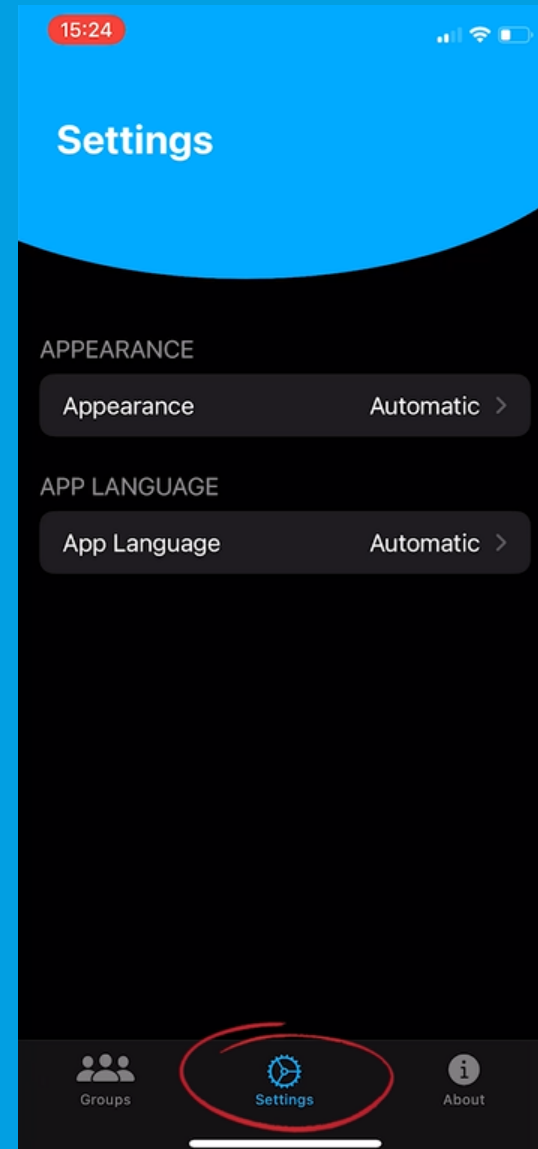 15:24
Settings
APPEARANCE
Appearance Automatic
APP LANGUAGE
App Language Automatic
Groups Settings About